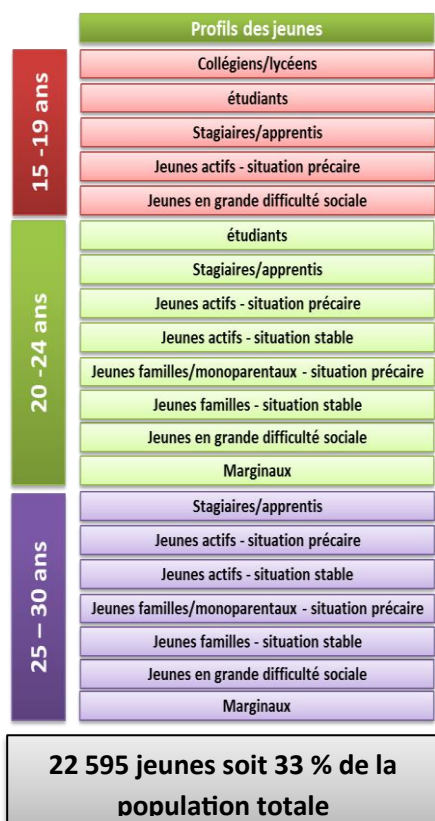 Profils des jeunes
15 -19 ans
Collégiens/lycéens
étudiants
Stagiaires/apprentis
Jeunes actifs - situation précaire
Jeunes en grande difficulté sociale
20 -24 ans
étudiants
Stagiaires/apprentis
Jeunes actifs - situation précaire
Jeunes actifs - situation stable
Jeunes familles/monoparentaux - situation précaire
Jeunes familles - situation stable
Jeunes en grande difficulté sociale
Marginaux
25 – 30 ans
Stagiaires/apprentis
Jeunes actifs - situation précaire
Jeunes actifs - situation stable
Jeunes familles/monoparentaux - situation précaire
Jeunes familles - situation stable
Jeunes en grande difficulté sociale
Marginaux
22 595 jeunes soit 33 % de la
population totale